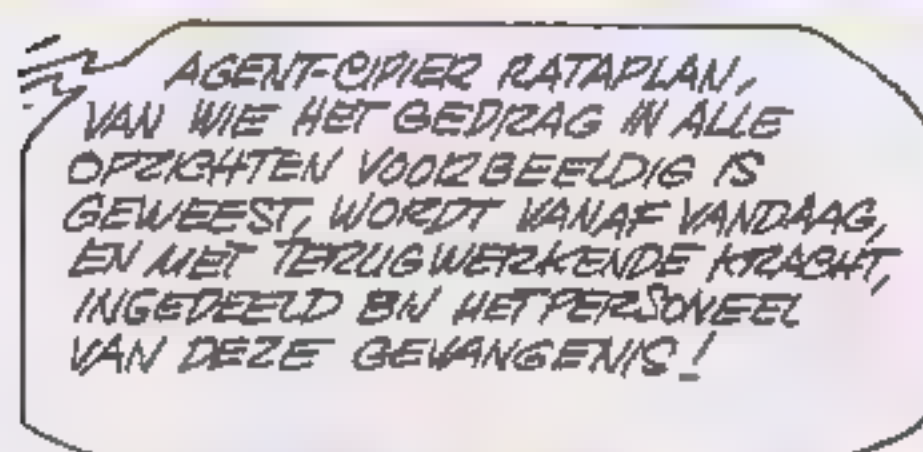 AGENT-CIPIER RATAPLAN,
VAN WIE HET GEDRAG IN ALLE
OPZICHTEN VOORBEELDIG IS
GEWEEST, WORDT VANAF VANDAAG,
EN MET TERUGWERKENDE KRACHT,
INGEDEELD BIJ HET PERSONEEL
VAN DEZE GEVANGENIS!